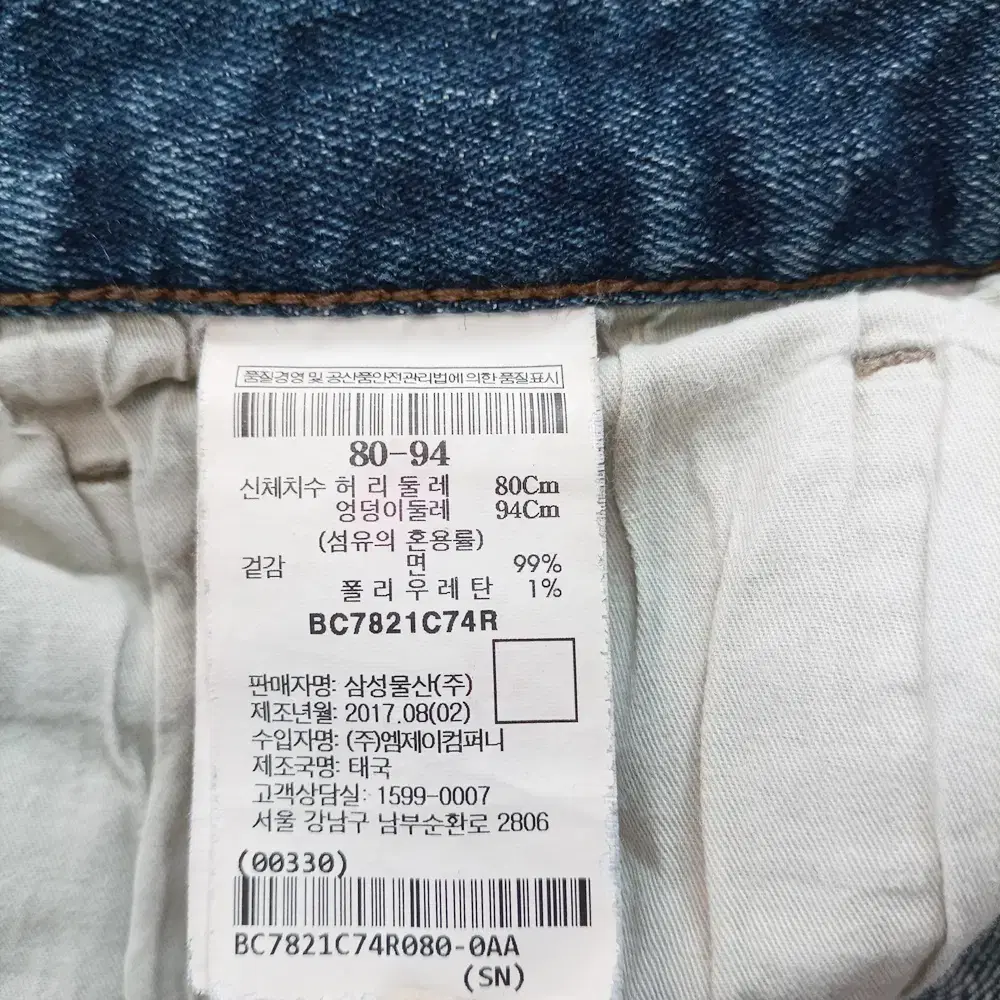 품질경영 및 공산품안전관리법에 의한 품질표시
80-94
신체치수 허 리 둘 레 80Cm
엉덩이둘레 94Cm
(섬유의 혼용률)
겉감 면 99%
폴 리 우 레 탄 1%
BC7821C74R
판매자명: 삼성물산(주)
제조년월: 2017.08(02)
수입자명: (주)엠제이컴퍼니
제조국명: 태국
고객상담실: 1599-0007
서울 강남구 남부순환로 2806
(00330)
BC7821C74R080-0AA
(SN)